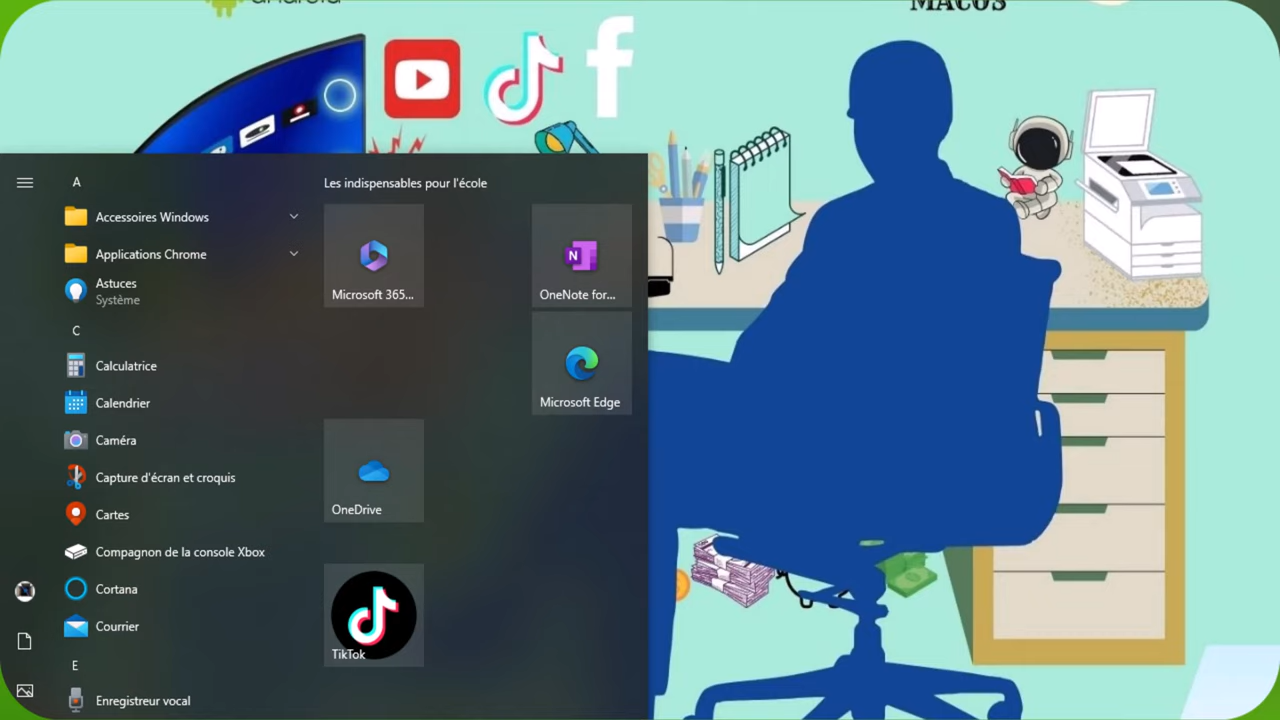 MACOS
A
Les indispensables pour l'école
Accessoires Windows
Applications Chrome
Astuces
Système
C
Calculatrice
Calendrier
Caméra
Capture d'écran et croquis
Cartes
Compagnon de la console Xbox
Cortana
Courrier
E
Enregistreur vocal
Microsoft 365...
N
OneNote for...
Microsoft Edge
OneDrive
TikTok